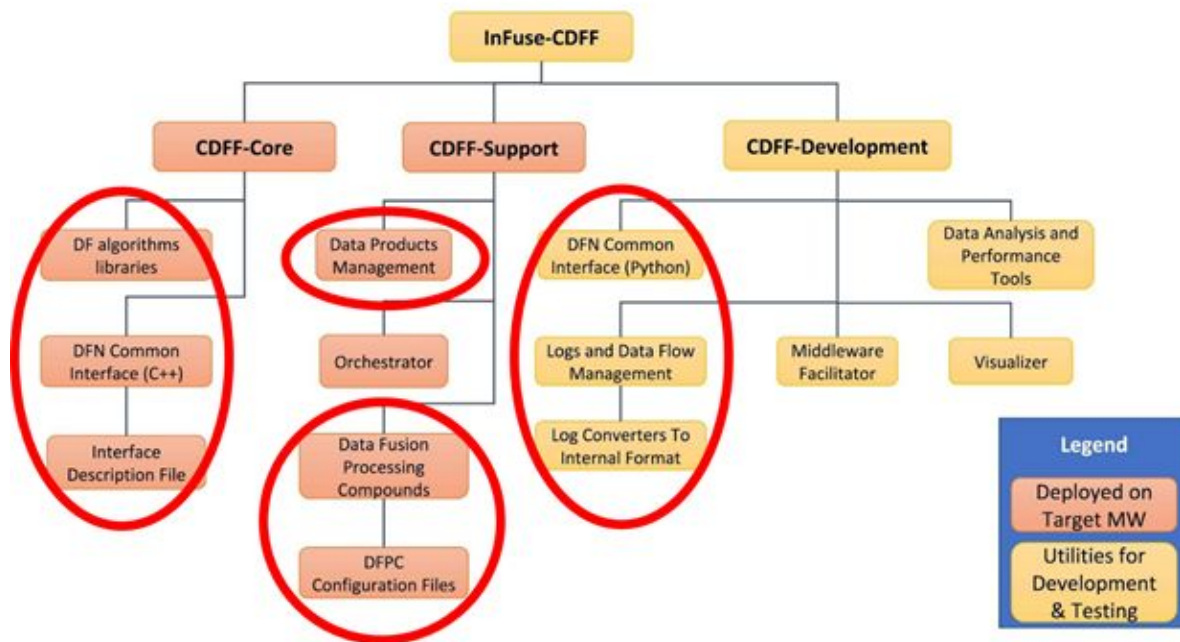 InFuse-CDFF
CDFF-Core
CDFF-Support
CDFF-Development
DF algorithms
libraries
Data Products
Management
DFN Common
Interface (Python)
Data Analysis and
Performance
Tools
DFN Common
Interface (C++)
Orchestrator
Logs and Data Flow
Management
Middleware
Facilitator
Visualizer
Interface
Description File
Data Fusion
Processing
Compounds
Log Converters To
Internal Format
DFPC
Configuration Files
Legend
Deployed on
Target MW
Utilities for
Development
& Testing